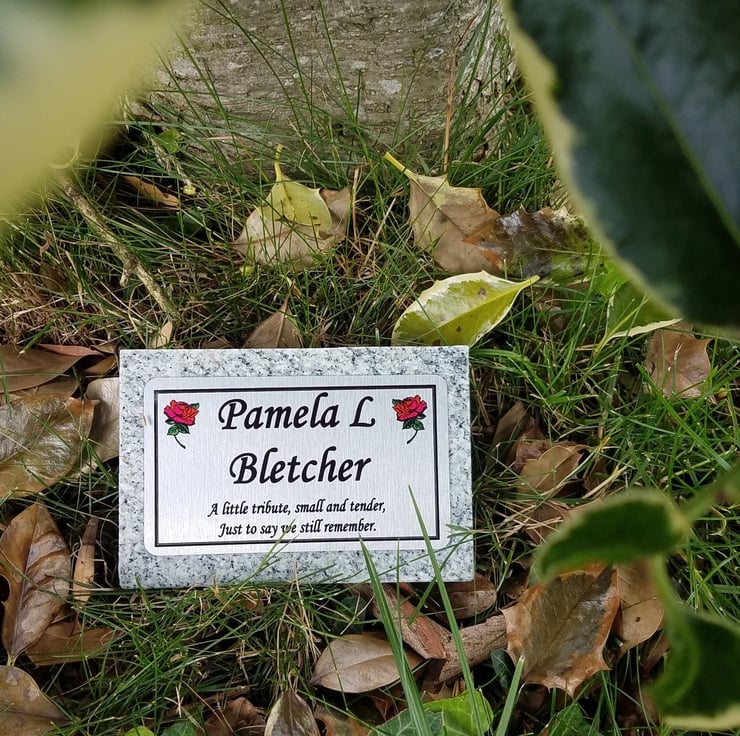 Pamela L
Bletcher
A little tribute, small and tender,
Just to say we still remember.